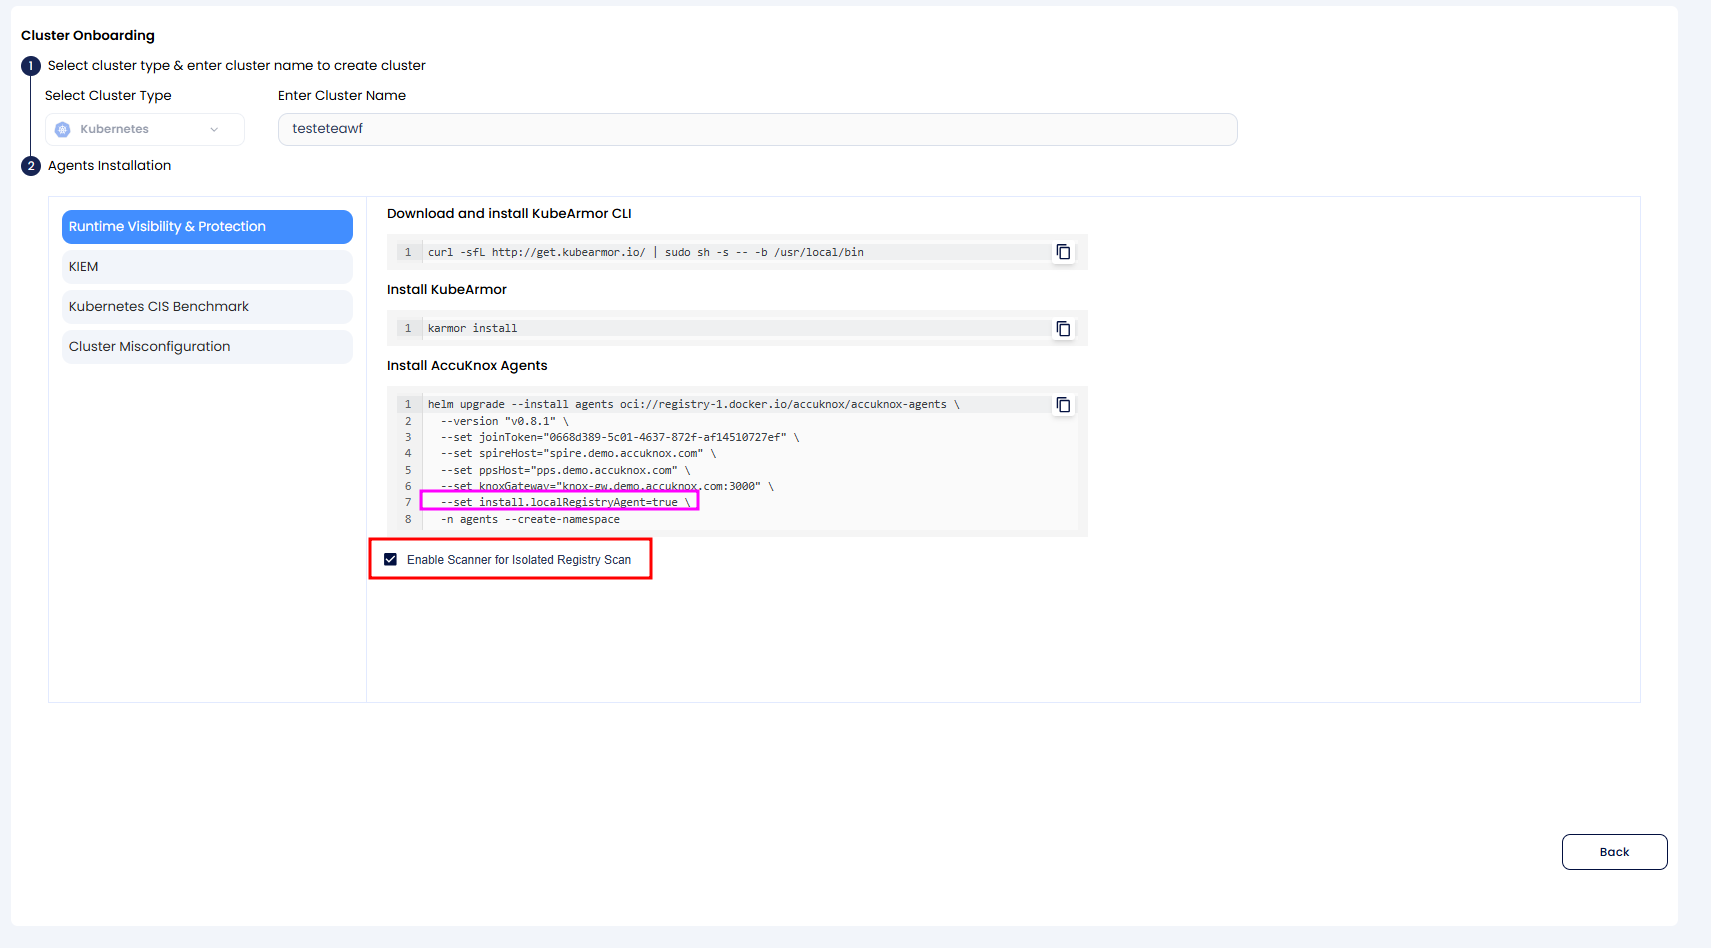 Cluster Onboarding
1 Select cluster type & enter cluster name to create cluster
Select Cluster Type
Enter Cluster Name
Kubernetes
testeteawf
2 Agents Installation
Runtime Visibility & Protection
KIEM
Kubernetes CIS Benchmark
Cluster Misconfiguration
Download and install KubeArmor CLI
1 curl -sfL http://get.kubearmor.io/ | sudo sh -s -- -b /usr/local/bin
Install KubeArmor
1 karmor install
Install AccuKnox Agents
1 helm upgrade --install agents oci://registry-1.docker.io/accuknox/accuknox-agents \
2 --version "v0.8.1" \
3 --set joinToken="0668d389-5c01-4637-872f-af14510727ef" \
4 --set spireHost="spire.demo.accuknox.com" \
5 --set ppsHost="pps.demo.accuknox.com" \
6 --set knoxGateway="knox-gw.demo.accuknox.com:3000" \
7 --set install.localRegistryAgent=true \
8 -n agents --create-namespace
Enable Scanner for Isolated Registry Scan
Back